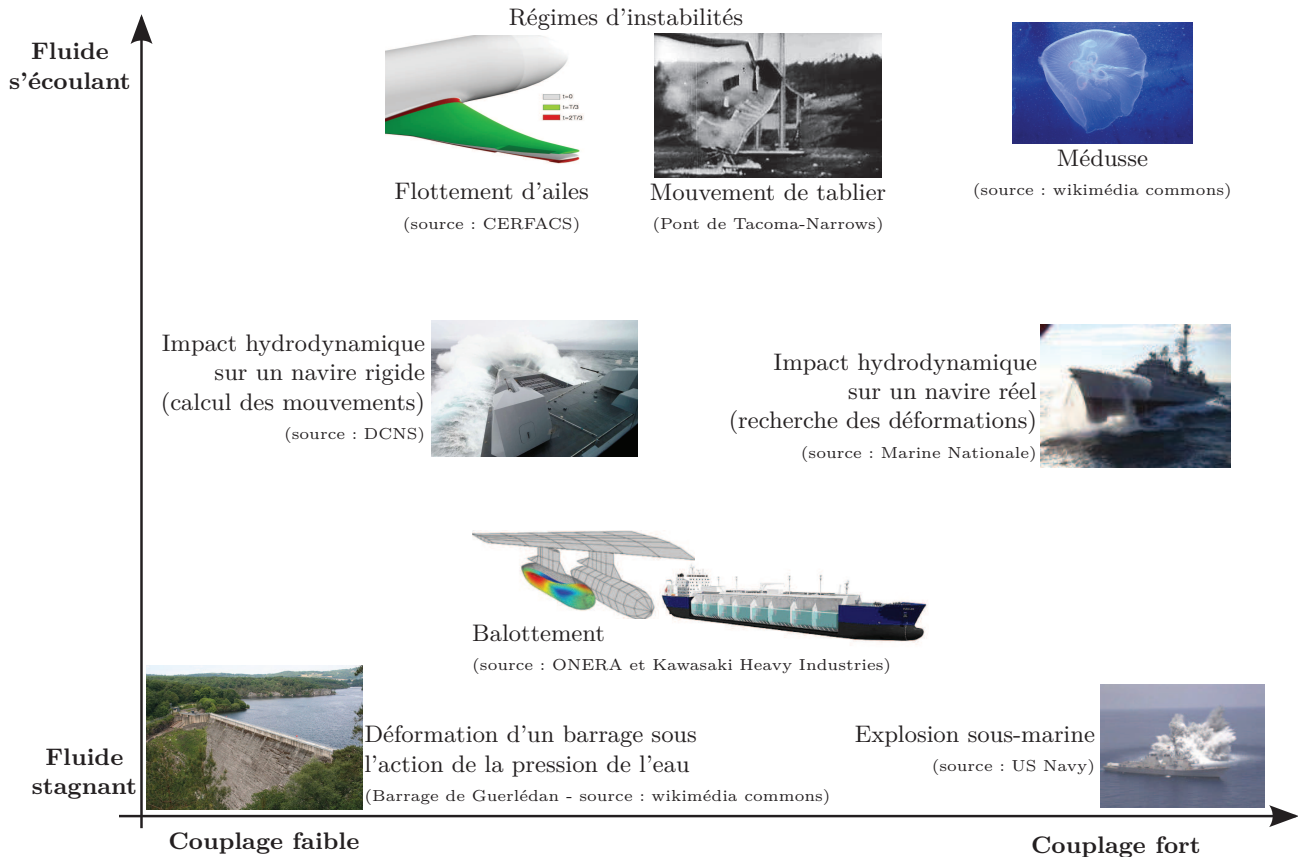 Régimes d'instabilités
Fluide
s'écoulant
t=0
t=T/3
t=2T/3
Flottement d'ailes
(source : CERFACS)
Mouvement de tablier
(Pont de Tacoma-Narrows)
Médusse
(source : wikimédia commons)
Impact hydrodynamique
sur un navire rigide
(calcul des mouvements)
(source : DCNS)
Impact hydrodynamique
sur un navire réel
(recherche des déformations)
(source : Marine Nationale)
Balottement
(source : ONERA et Kawasaki Heavy Industries)
Fluide
stagnant
Déformation d'un barrage sous
l'action de la pression de l'eau
(Barrage de Guerlédan - source : wikimédia commons)
Explosion sous-marine
(source : US Navy)
Couplage faible
Couplage fort